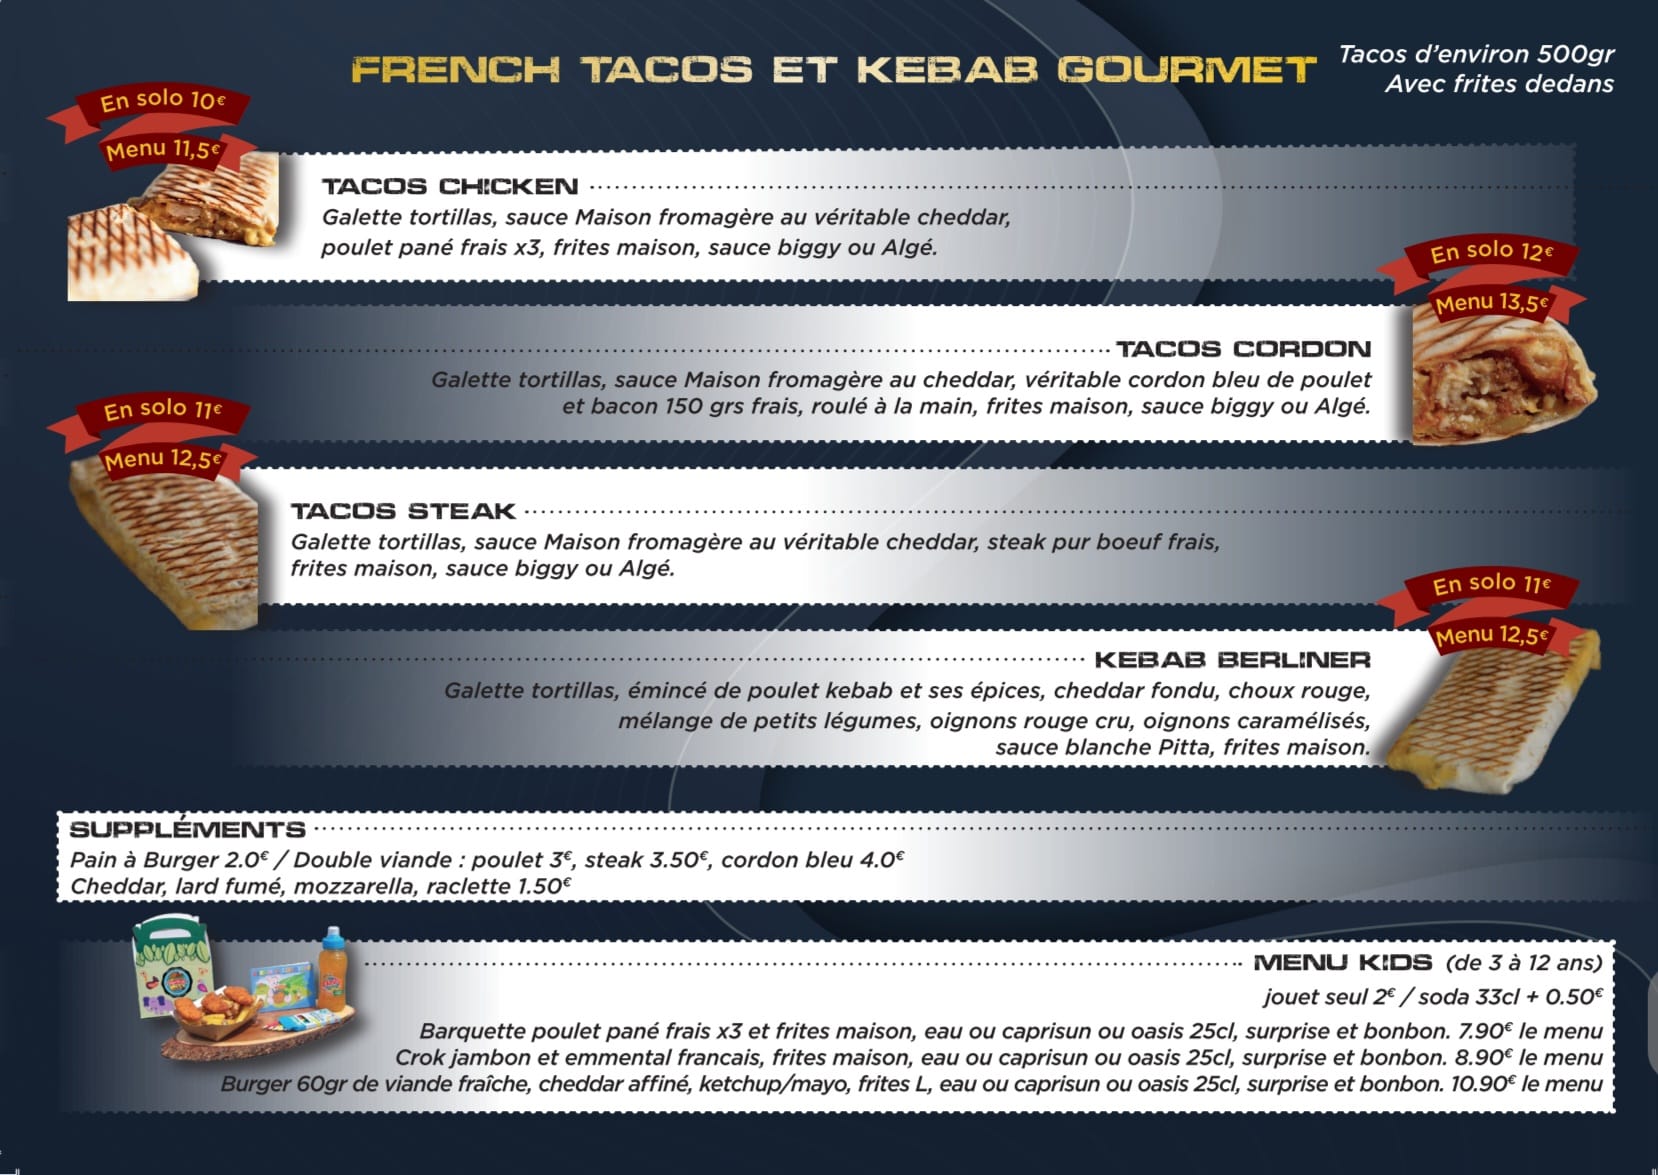 FRENCH TACOS ET KEBAB GOURMET
Tacos d'environ 500gr
Avec frites dedans
En solo 10€
Menu 11,5€
TACOS CHICKEN
Galette tortillas, sauce Maison fromagère au véritable cheddar,
poulet pané frais x3, frites maison, sauce biggy ou Algé.
En solo 12€
Menu 13,5€
TACOS CORDON
Galette tortillas, sauce Maison fromagère au cheddar, véritable cordon bleu de poulet
et bacon 150 grs frais, roulé à la main, frites maison, sauce biggy ou Algé.
En solo 11€
Menu 12,5€
TACOS STEAK
Galette tortillas, sauce Maison fromagère au véritable cheddar, steak pur boeuf frais,
frites maison, sauce biggy ou Algé.
En solo 11€
Menu 12,5€
KEBAB BERLINER
Galette tortillas, émincé de poulet kebab et ses épices, cheddar fondu, choux rouge,
mélange de petits légumes, oignons rouge cru, oignons caramélisés,
sauce blanche Pitta, frites maison.
SUPPLÉMENTS
Pain à Burger 2.0€ / Double viande : poulet 3€, steak 3.50€, cordon bleu 4.0€
Cheddar, lard fumé, mozzarella, raclette 1.50€
MENU KIDS (de 3 à 12 ans)
jouet seul 2€ / soda 33cl + 0.50€
Barquette poulet pané frais x3 et frites maison, eau ou caprisun ou oasis 25cl, surprise et bonbon. 7.90€ le menu
Crok jambon et emmental francais, frites maison, eau ou caprisun ou oasis 25cl, surprise et bonbon. 8.90€ le menu
Burger 60gr de viande fraîche, cheddar affiné, ketchup/mayo, frites L, eau ou caprisun ou oasis 25cl, surprise et bonbon. 10.90€ le menu